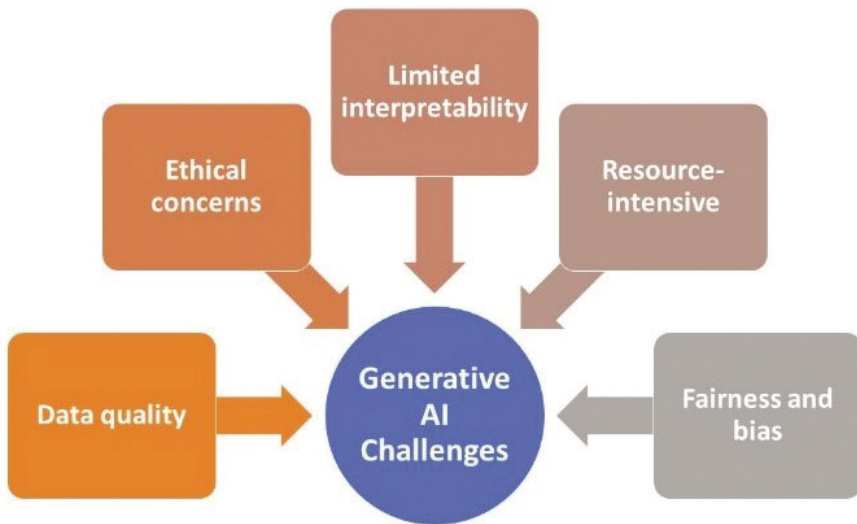 Limited
interpretability
Ethical
concerns
Resource-
intensive
Data quality
Generative
AI
Challenges
Fairness and
bias